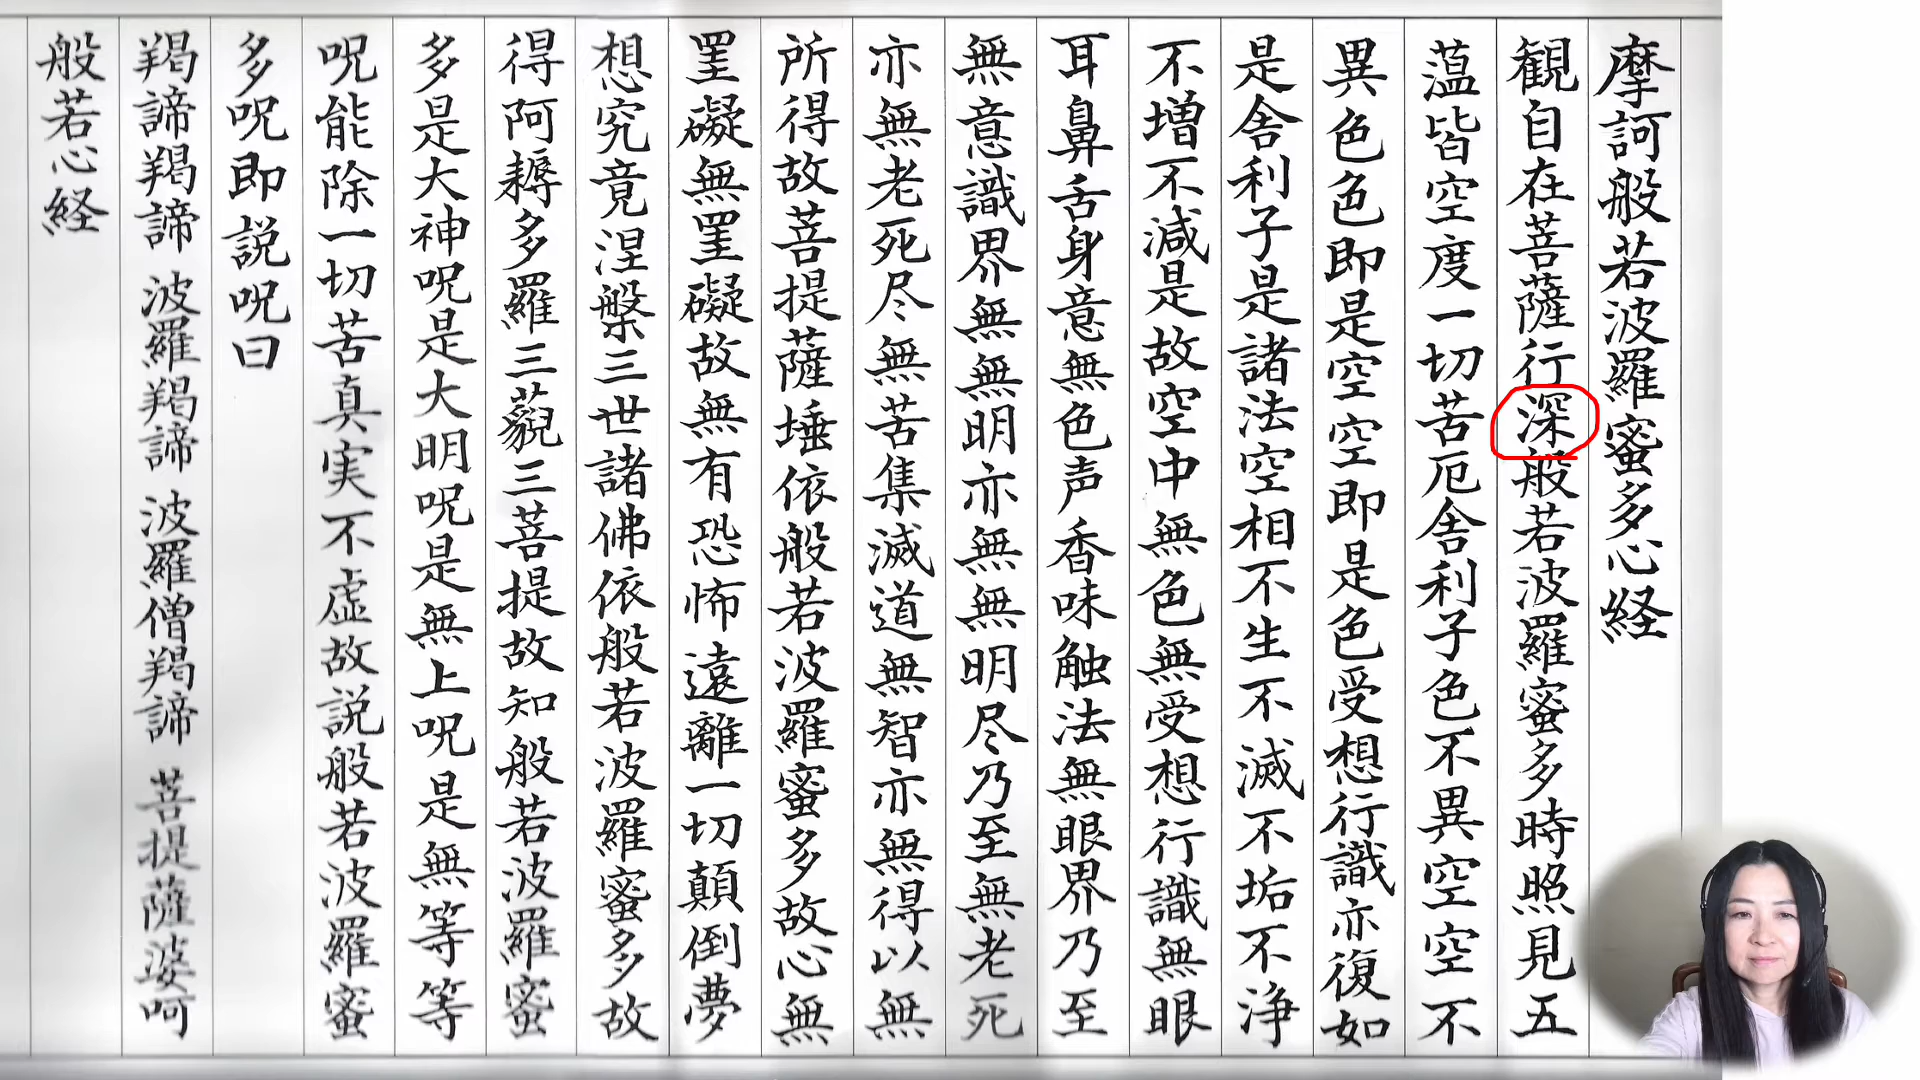 摩訶般若波羅蜜多心経
観自在菩薩行深般若波羅蜜多時照見五
薀皆空度一切苦厄舎利子色不異空空不
異色色即是空空即是色受想行識亦復如
是舎利子是諸法空相不生不滅不垢不浄
不増不減是故空中無色無受想行識無眼
耳鼻舌身意無色声香味触法無眼界乃至
無意識界無無明亦無無明尽乃至無老死
亦無老死尽無苦集滅道無智亦無得以無
所得故菩提薩埵依般若波羅蜜多故心無
罣礙無罣礙故無有恐怖遠離一切顛倒夢
想究竟涅槃三世諸佛依般若波羅蜜多故
得阿耨多羅三藐三菩提故知般若波羅蜜
多是大神呪是大明呪是無上呪是無等等
呪能除一切苦真実不虚故説般若波羅蜜
多呪即説呪曰
羯諦羯諦 波羅羯諦 波羅僧羯諦 菩提薩婆呵
般若心経